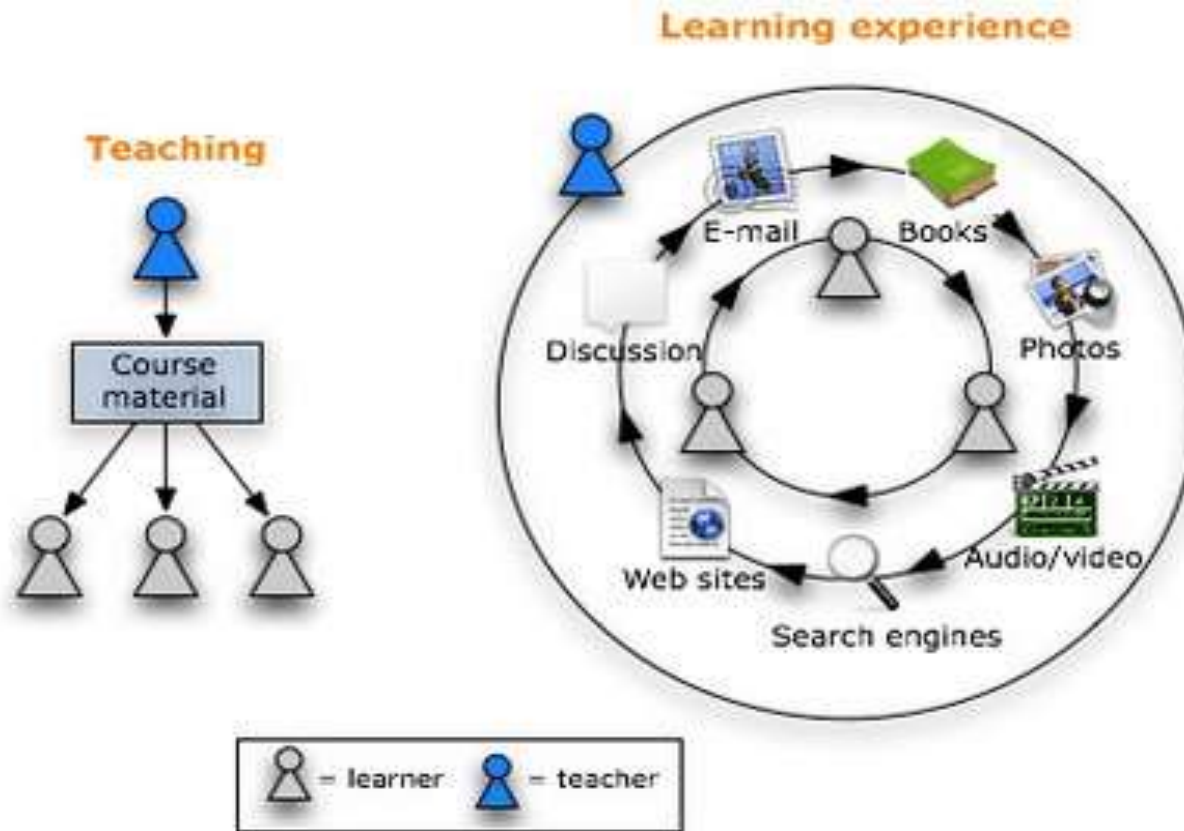 Learning experience
Teaching
E-mail
Books
Discussion
Photos
Course
material
Web sites
Audio/video
Search engines
= learner
= teacher